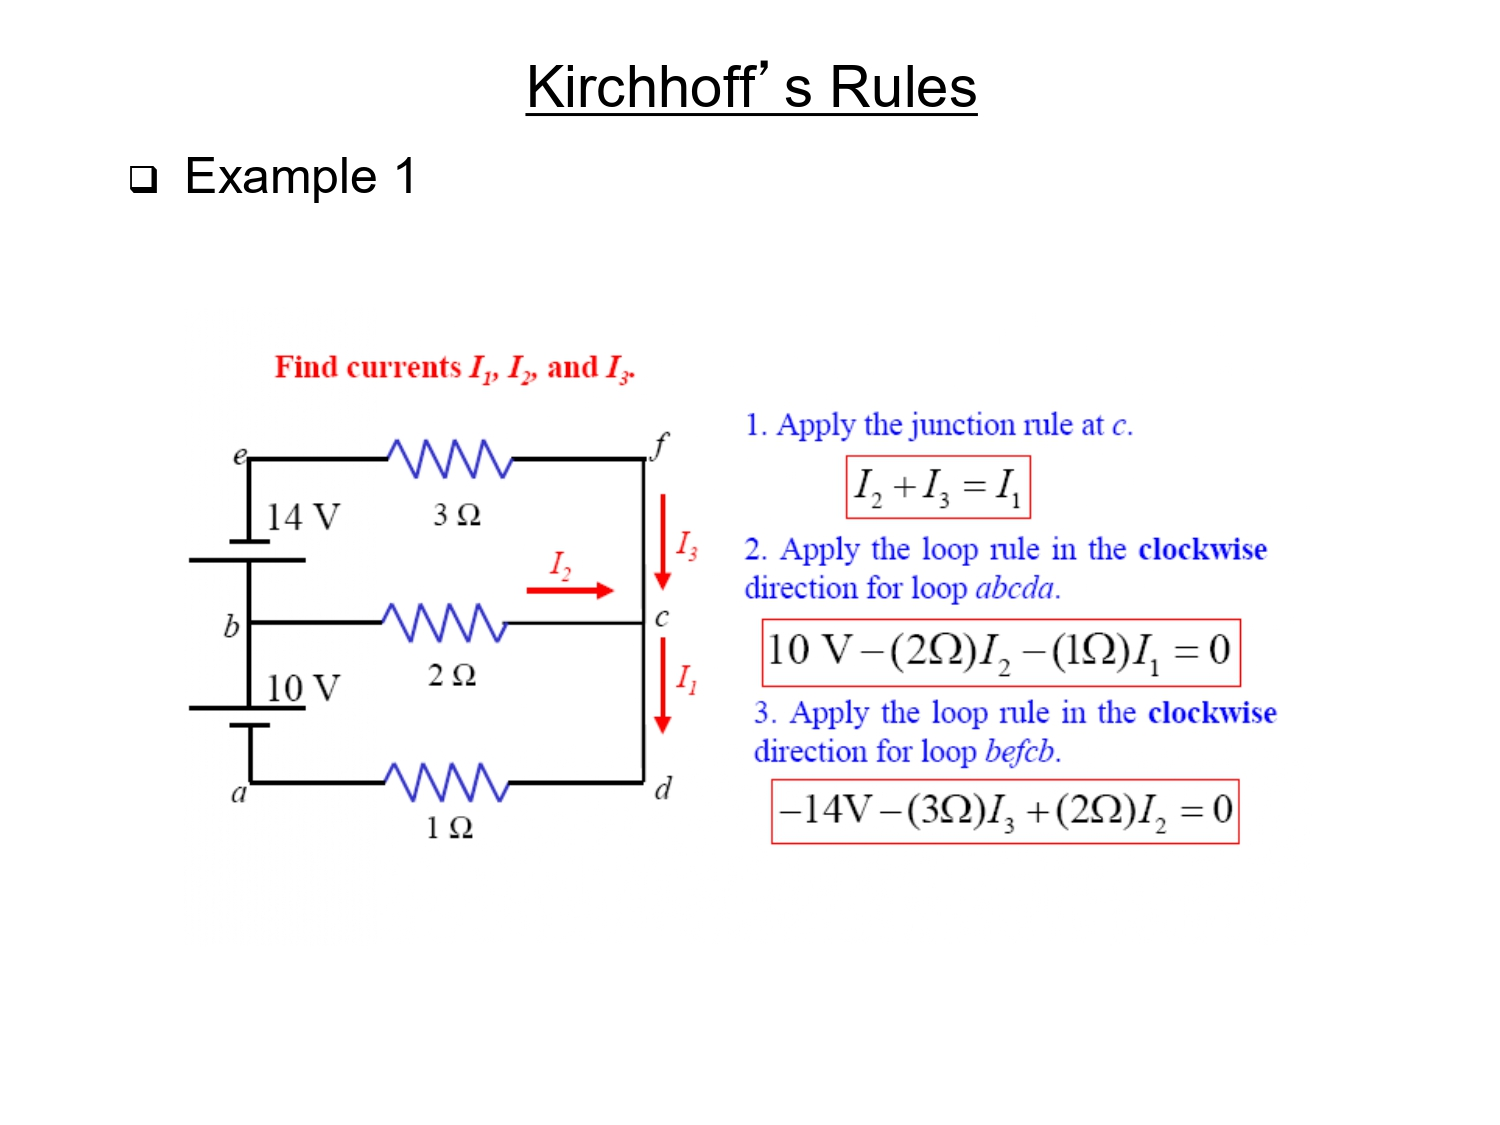 Kirchhoff’s Rules
❑ Example 1
Find currents I₁, I₂, and I₃.
1. Apply the junction rule at c.
I₂ + I₃ = I₁
2. Apply the loop rule in the clockwise
direction for loop abcda.
10 V – (2Ω)I₂ – (1Ω)I₁ = 0
3. Apply the loop rule in the clockwise
direction for loop befcb.
–14V – (3Ω)I₃ + (2Ω)I₂ = 0
e
f
14 V
3 Ω
I₃
I₂
b
c
10 V
2 Ω
I₁
a
d
1 Ω